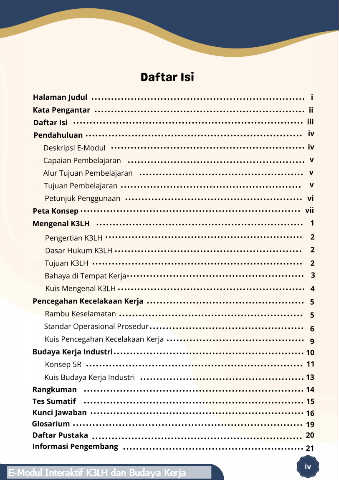 Daftar Isi
Halaman Judul i
Kata Pengantar ii
Daftar Isi iii
Pendahuluan iv
Deskripsi E-Modul iv
Capaian Pembelajaran v
Alur Tujuan Pembelajaran v
Tujuan Pembelajaran v
Petunjuk Penggunaan vi
Peta Konsep vii
Mengenal K3LH 1
Pengertian K3LH 2
Dasar Hukum K3LH 2
Tujuan K3LH 2
Bahaya di Tempat Kerja 3
Kuis Mengenal K3LH 4
Pencegahan Kecelakaan Kerja 5
Rambu Keselamatan 5
Standar Operasional Prosedur 6
Kuis Pencegahan Kecelakaan Kerja 9
Budaya Kerja Industri 10
Konsep 5R 11
Kuis Budaya Kerja Industri 13
Rangkuman 14
Tes Sumatif 15
Kunci Jawaban 16
Glosarium 19
Daftar Pustaka 20
Informasi Pengembang 21
E-Modul Interaktif K3LH dan Budaya Kerja
iv